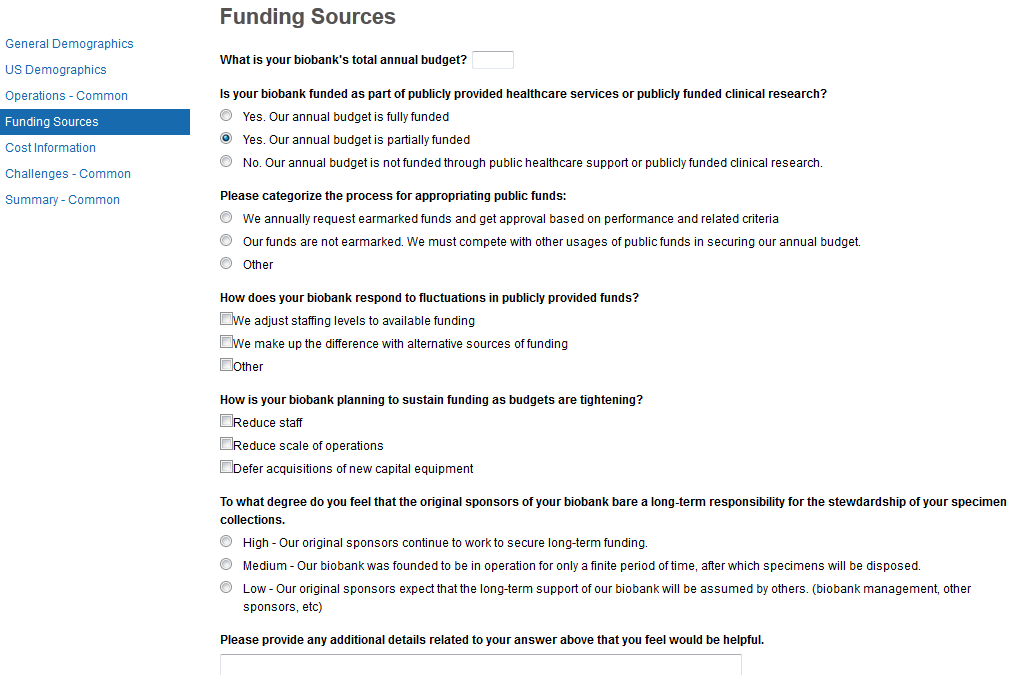 Funding Sources
General Demographics
US Demographics
Operations - Common
Funding Sources
Cost Information
Challenges - Common
Summary - Common
What is your biobank's total annual budget?
Is your biobank funded as part of publicly provided healthcare services or publicly funded clinical research?
Yes. Our annual budget is fully funded
Yes. Our annual budget is partially funded
No. Our annual budget is not funded through public healthcare support or publicly funded clinical research.
Please categorize the process for appropriating public funds:
We annually request earmarked funds and get approval based on performance and related criteria
Our funds are not earmarked. We must compete with other usages of public funds in securing our annual budget.
Other
How does your biobank respond to fluctuations in publicly provided funds?
We adjust staffing levels to available funding
We make up the difference with alternative sources of funding
Other
How is your biobank planning to sustain funding as budgets are tightening?
Reduce staff
Reduce scale of operations
Defer acquisitions of new capital equipment
To what degree do you feel that the original sponsors of your biobank bare a long-term responsibility for the stewdardship of your specimen
collections.
High - Our original sponsors continue to work to secure long-term funding.
Medium - Our biobank was founded to be in operation for only a finite period of time, after which specimens will be disposed.
Low - Our original sponsors expect that the long-term support of our biobank will be assumed by others. (biobank management, other
sponsors, etc)
Please provide any additional details related to your answer above that you feel would be helpful.